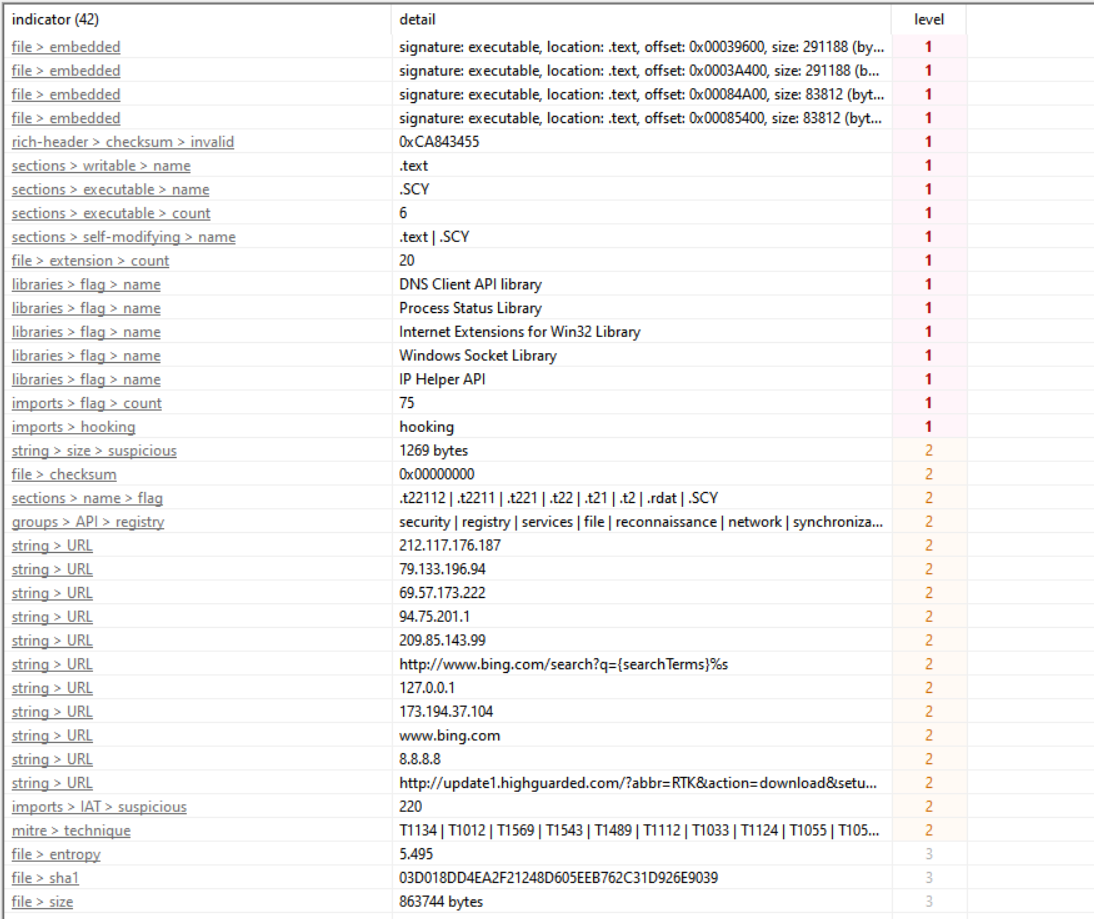 indicator (42) detail level
file > embedded signature: executable, location: .text, offset: 0x00039600, size: 291188 (by... 1
file > embedded signature: executable, location: .text, offset: 0x0003A400, size: 291188 (b... 1
file > embedded signature: executable, location: .text, offset: 0x00084A00, size: 83812 (byt... 1
file > embedded signature: executable, location: .text, offset: 0x00085400, size: 83812 (byt... 1
rich-header > checksum > invalid 0xCA843455 1
sections > writable > name .text 1
sections > executable > name .SCY 1
sections > executable > count 6 1
sections > self-modifying > name .text | .SCY 1
file > extension > count 20 1
libraries > flag > name DNS Client API library 1
libraries > flag > name Process Status Library 1
libraries > flag > name Internet Extensions for Win32 Library 1
libraries > flag > name Windows Socket Library 1
libraries > flag > name IP Helper API 1
imports > flag > count 75 1
imports > hooking hooking 1
string > size > suspicious 1269 bytes 2
file > checksum 0x00000000 2
sections > name > flag .t22112 | .t2211 | .t221 | .t22 | .t21 | .t2 | .rdat | .SCY 2
groups > API > registry security | registry | services | file | reconnaissance | network | synchroniza... 2
string > URL 212.117.176.187 2
string > URL 79.133.196.94 2
string > URL 69.57.173.222 2
string > URL 94.75.201.1 2
string > URL 209.85.143.99 2
string > URL http://www.bing.com/search?q={searchTerms}%s 2
string > URL 127.0.0.1 2
string > URL 173.194.37.104 2
string > URL www.bing.com 2
string > URL 8.8.8.8 2
string > URL http://update1.highguarded.com/?abbr=RTK&action=download&setu... 2
imports > IAT > suspicious 220 2
mitre > technique T1134 | T1012 | T1569 | T1543 | T1489 | T1112 | T1033 | T1124 | T1055 | T105... 2
file > entropy 5.495 3
file > sha1 03D018DD4EA2F21248D605EEB762C31D926E9039 3
file > size 863744 bytes 3